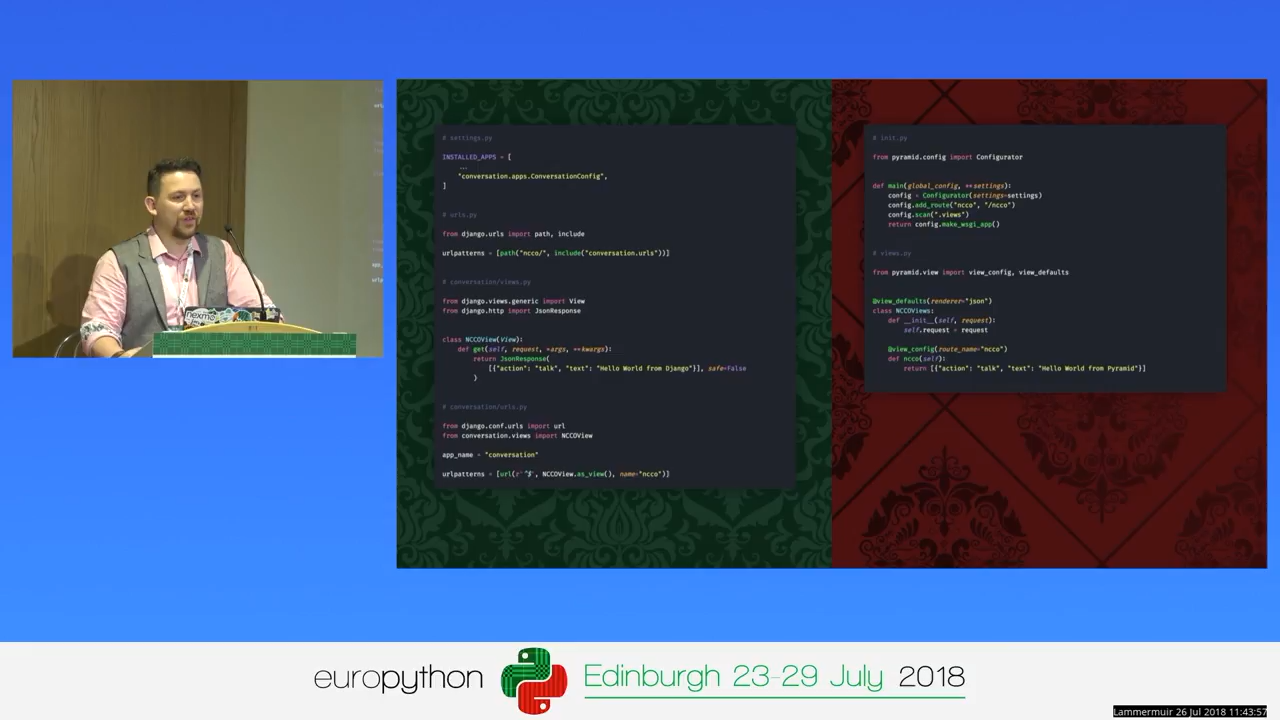 nexmo
# settings.py
INSTALLED_APPS = [
...
"conversation.apps.ConversationConfig",
]
# urls.py
from django.urls import path, include
urlpatterns = [path("ncco/", include("conversation.urls"))]
# conversation/views.py
from django.views.generic import View
from django.http import JsonResponse
class NCCOView(View):
def get(self, request, *args, **kwargs):
return JsonResponse(
[{"action": "talk", "text": "Hello World from Django"}], safe=False
)
# conversation/urls.py
from django.conf.urls import url
from conversation.views import NCCOView
app_name = "conversation"
urlpatterns = [url(r"^$", NCCOView.as_view(), name="ncco")]
# init.py
from pyramid.config import Configurator
def main(global_config, **settings):
config = Configurator(settings=settings)
config.add_route("ncco", "/ncco")
config.scan(".views")
return config.make_wsgi_app()
# views.py
from pyramid.view import view_config, view_defaults
@view_defaults(renderer="json")
class NCCOViews:
def __init__(self, request):
self.request = request
@view_config(route_name="ncco")
def ncco(self):
return [{"action": "talk", "text": "Hello World from Pyramid"}]
europython Edinburgh 23-29 July 2018
Lammermuir 26 Jul 2018 11:43:57